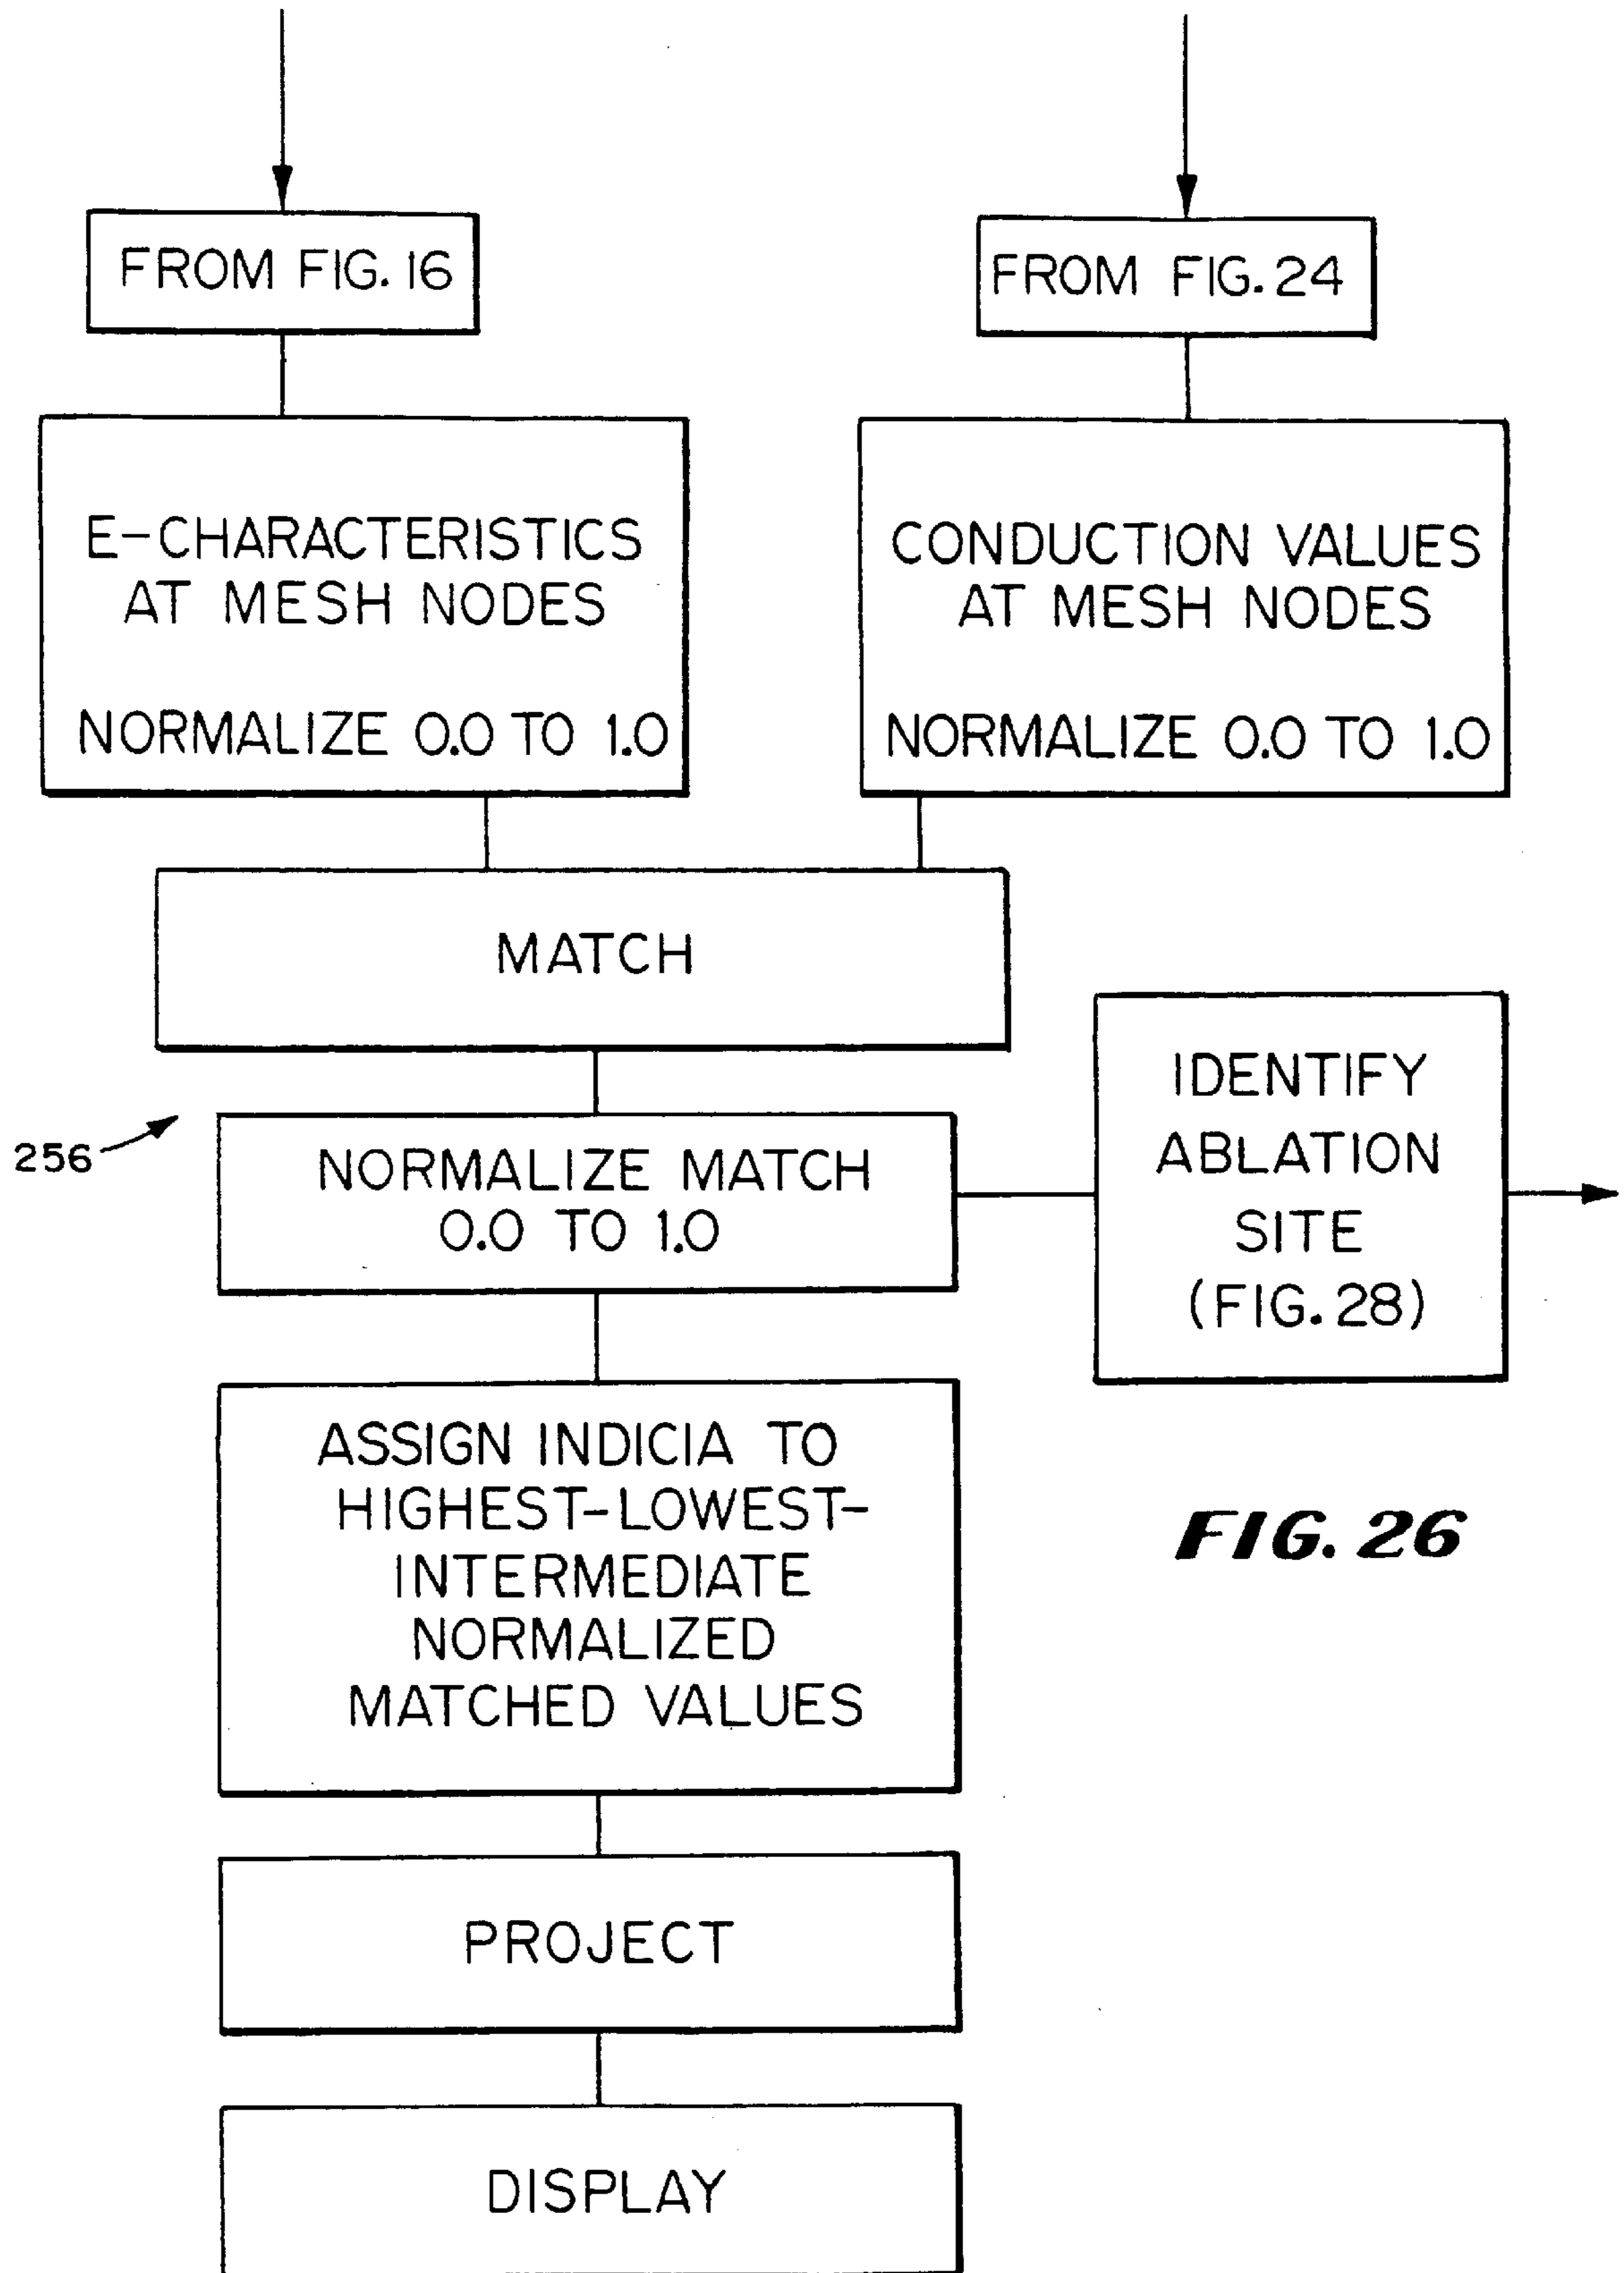 FROM FIG. 16
FROM FIG. 24
E-CHARACTERISTICS
AT MESH NODES
NORMALIZE 0.0 TO 1.0
CONDUCTION VALUES
AT MESH NODES
NORMALIZE 0.0 TO 1.0
MATCH
256
NORMALIZE MATCH
0.0 TO 1.0
IDENTIFY
ABLATION
SITE
(FIG. 28)
ASSIGN INDICIA TO
HIGHEST-LOWEST-
INTERMEDIATE
NORMALIZED
MATCHED VALUES
FIG. 26
PROJECT
DISPLAY